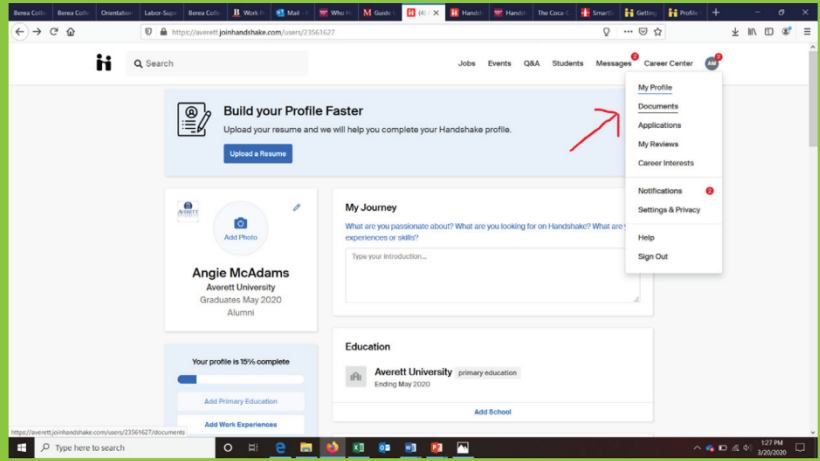 Berea Colle
Berea Colle
Orientation
Labor-Supe
Berea Colle
Work P
Mail -
Who H
Guide
(4)
Handsh
Handsh
The Coca-C
Smart
Getting
Profile
https://averett.joinhandshake.com/users/23561627
Search
Jobs Events Q&A Students Messages Career Center AM
My Profile
Documents
Applications
My Reviews
Career Interests
Notifications 2
Settings & Privacy
Help
Sign Out
Build your Profile Faster
Upload your resume and we will help you complete your Handshake profile.
Upload a Resume
AVERETT
Add Photo
Angie McAdams
Averett University
Graduates May 2020
Alumni
Your profile is 15% complete
Add Primary Education
Add Work Experiences
My Journey
What are you passionate about? What are you looking for on Handshake? What are
experiences or skills?
Type your introduction...
Education
Averett University primary education
Ending May 2020
Add School
https://averett.joinhandshake.com/users/23561627/documents
Type here to search
1:27 PM
3/20/2020